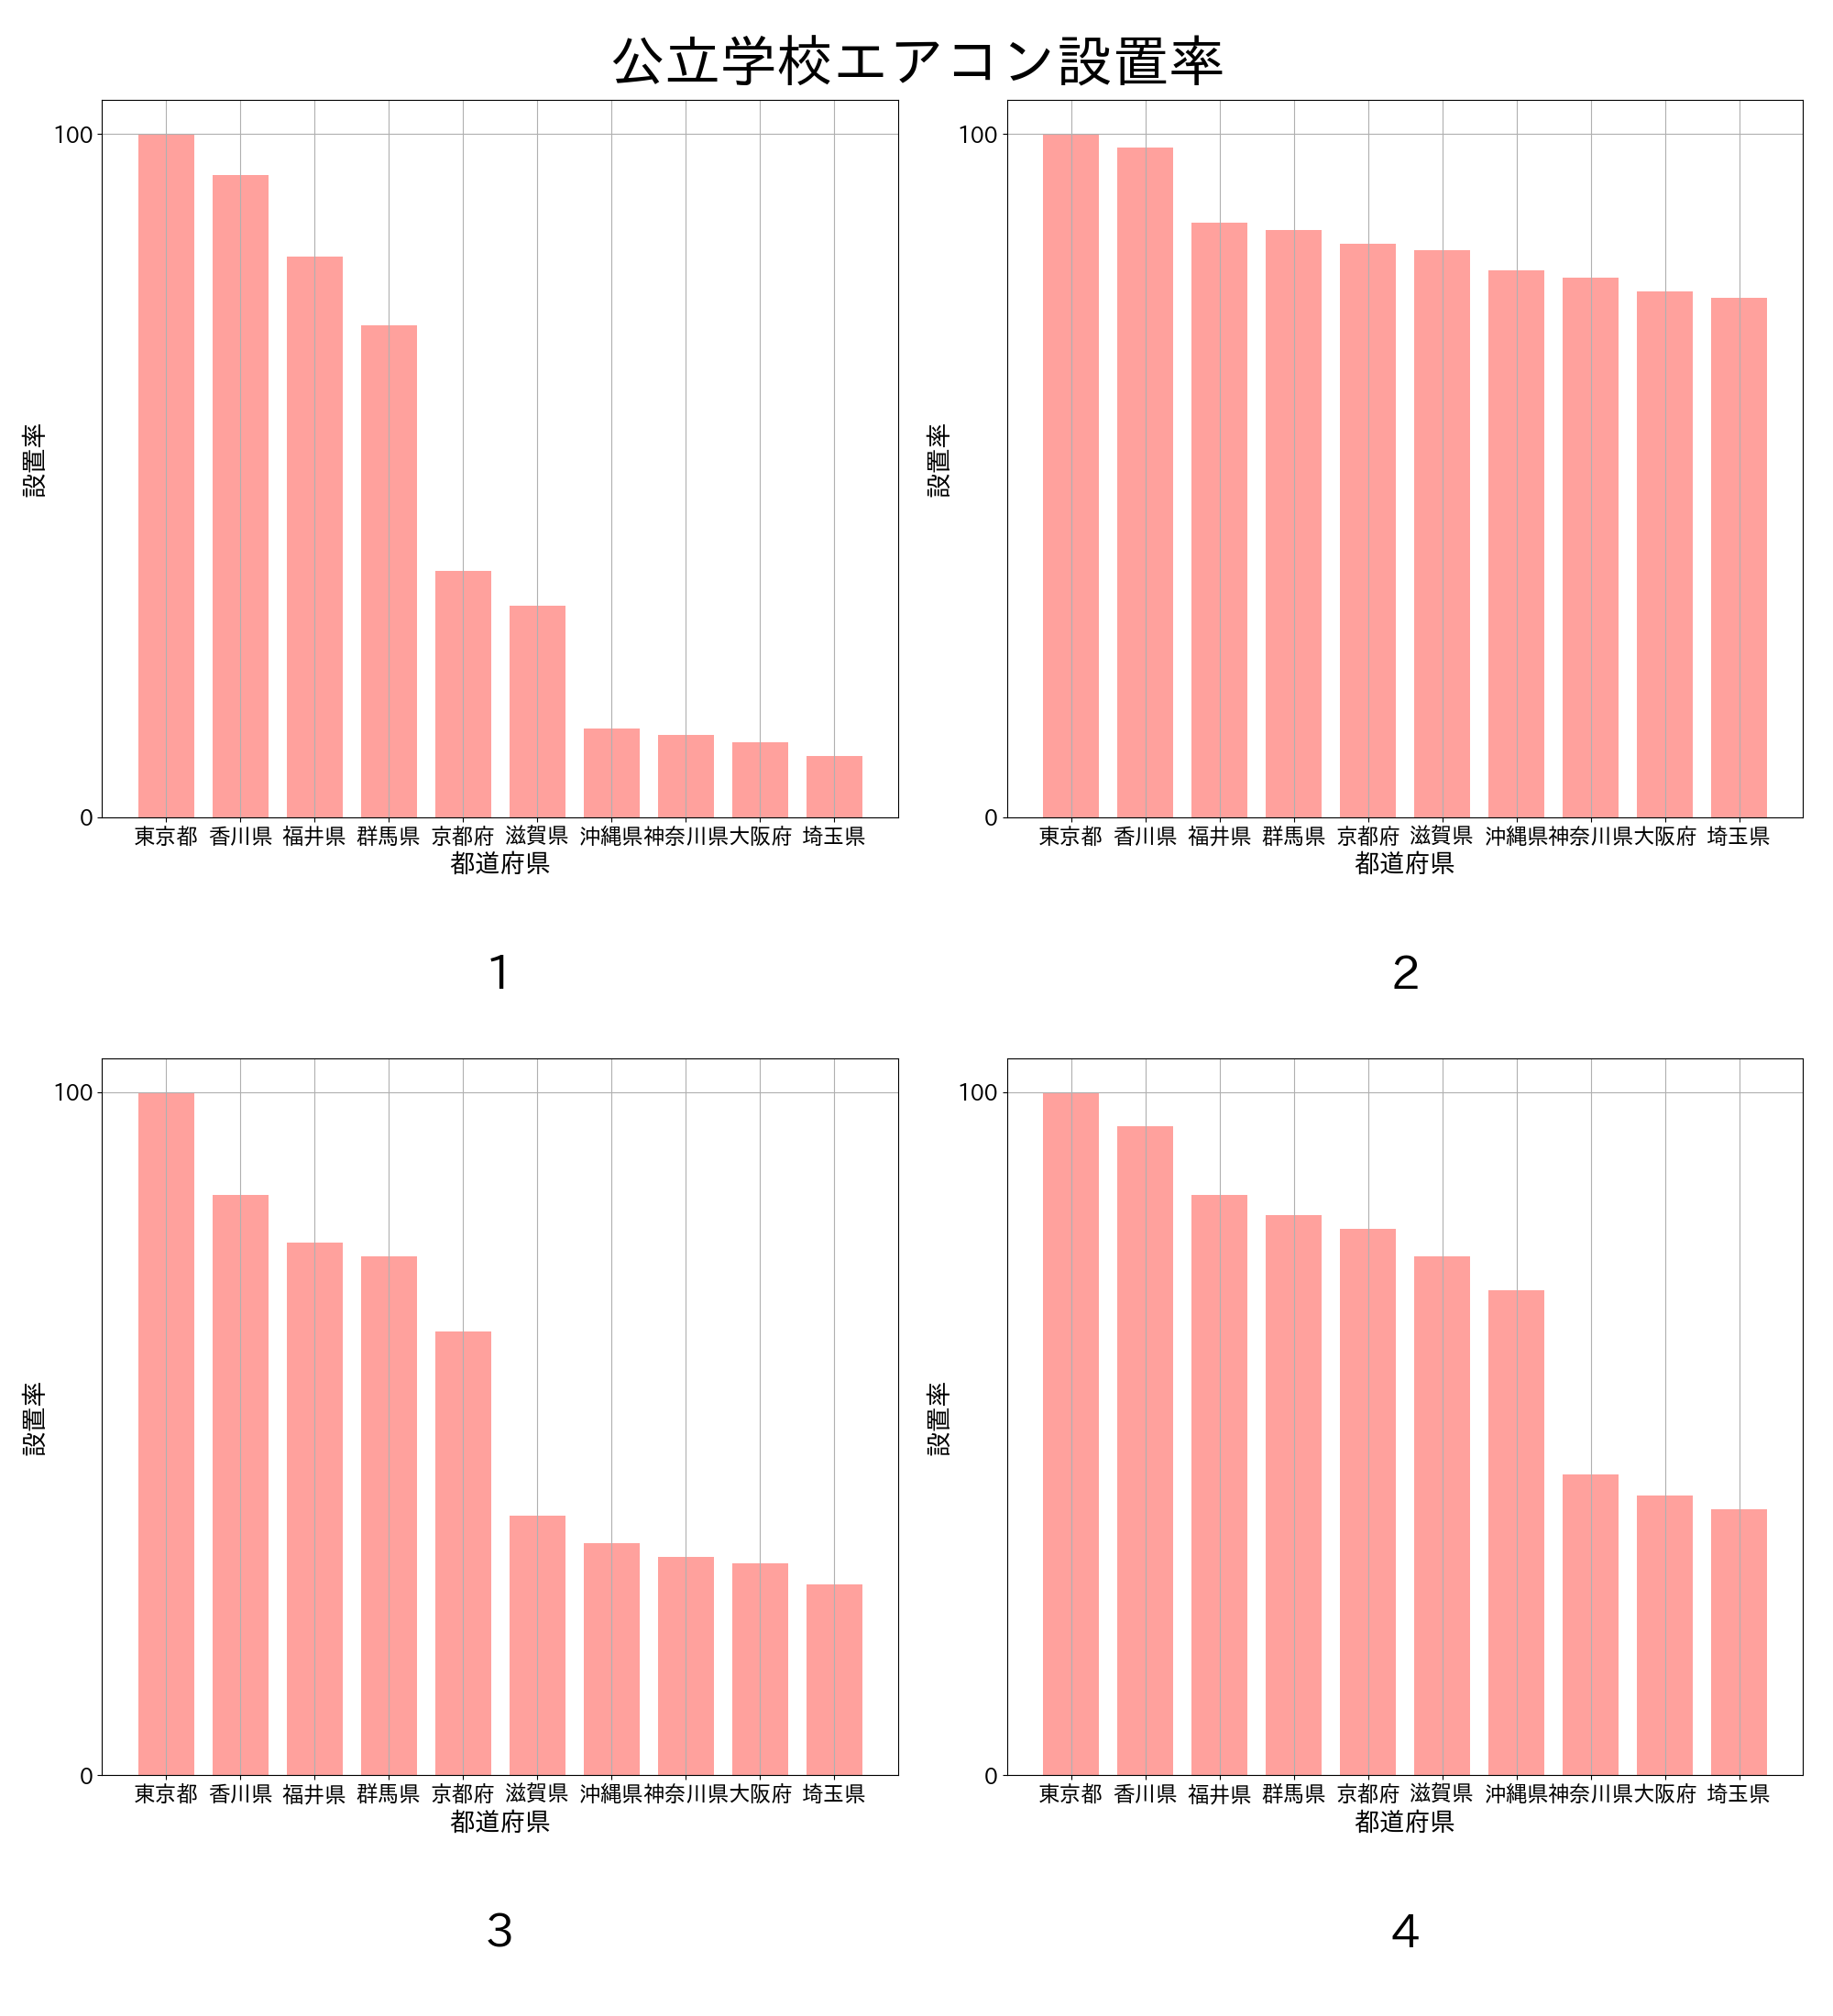 公立学校エアコン設置率
100
設置率
0
東京都 香川県 福井県 群馬県 京都府 滋賀県 沖縄県 神奈川県 大阪府 埼玉県
都道府県
1
100
設置率
0
東京都 香川県 福井県 群馬県 京都府 滋賀県 沖縄県 神奈川県 大阪府 埼玉県
都道府県
2
100
設置率
0
東京都 香川県 福井県 群馬県 京都府 滋賀県 沖縄県 神奈川県 大阪府 埼玉県
都道府県
3
100
設置率
0
東京都 香川県 福井県 群馬県 京都府 滋賀県 沖縄県 神奈川県 大阪府 埼玉県
都道府県
4